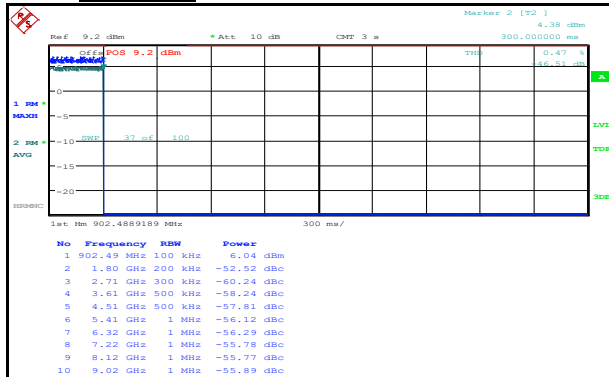 R S
Marker 2 [T2 ]
4.38 dBm
Ref 9.2 dBm * Att 10 dB CMT 3 s 300.000000 ms
Offs POS 9.2 dBm THD 0.47 %
-46.51 dB
A
0
1 RM *
MAXH -5
LVL
SWP 37 of 100
2 RM * -10
TDF
AVG
-15
-20
3DB
HRMNC
1st Hm 902.4889189 MHz 300 ms/
No Frequency RBW Power
1 902.49 MHz 100 kHz 6.04 dBm
2 1.80 GHz 200 kHz -52.52 dBc
3 2.71 GHz 300 kHz -60.24 dBc
4 3.61 GHz 500 kHz -58.24 dBc
5 4.51 GHz 500 kHz -57.81 dBc
6 5.41 GHz 1 MHz -56.12 dBc
7 6.32 GHz 1 MHz -56.29 dBc
8 7.22 GHz 1 MHz -55.78 dBc
9 8.12 GHz 1 MHz -55.77 dBc
10 9.02 GHz 1 MHz -55.89 dBc